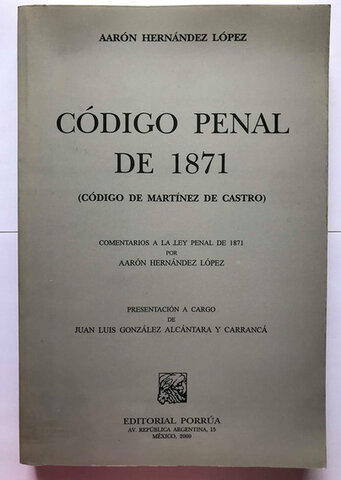 AARÓN HERNÁNDEZ LÓPEZ
CÓDIGO PENAL
DE 1871
(CÓDIGO DE MARTÍNEZ DE CASTRO)
COMENTARIOS A LA LEY PENAL DE 1871
POR
AARÓN HERNÁNDEZ LÓPEZ
PRESENTACIÓN A CARGO
DE
JUAN LUIS GONZÁLEZ ALCÁNTARA Y CARRANCÁ
EDITORIAL PORRÚA
AV. REPÚBLICA ARGENTINA, 15
MÉXICO, 2000